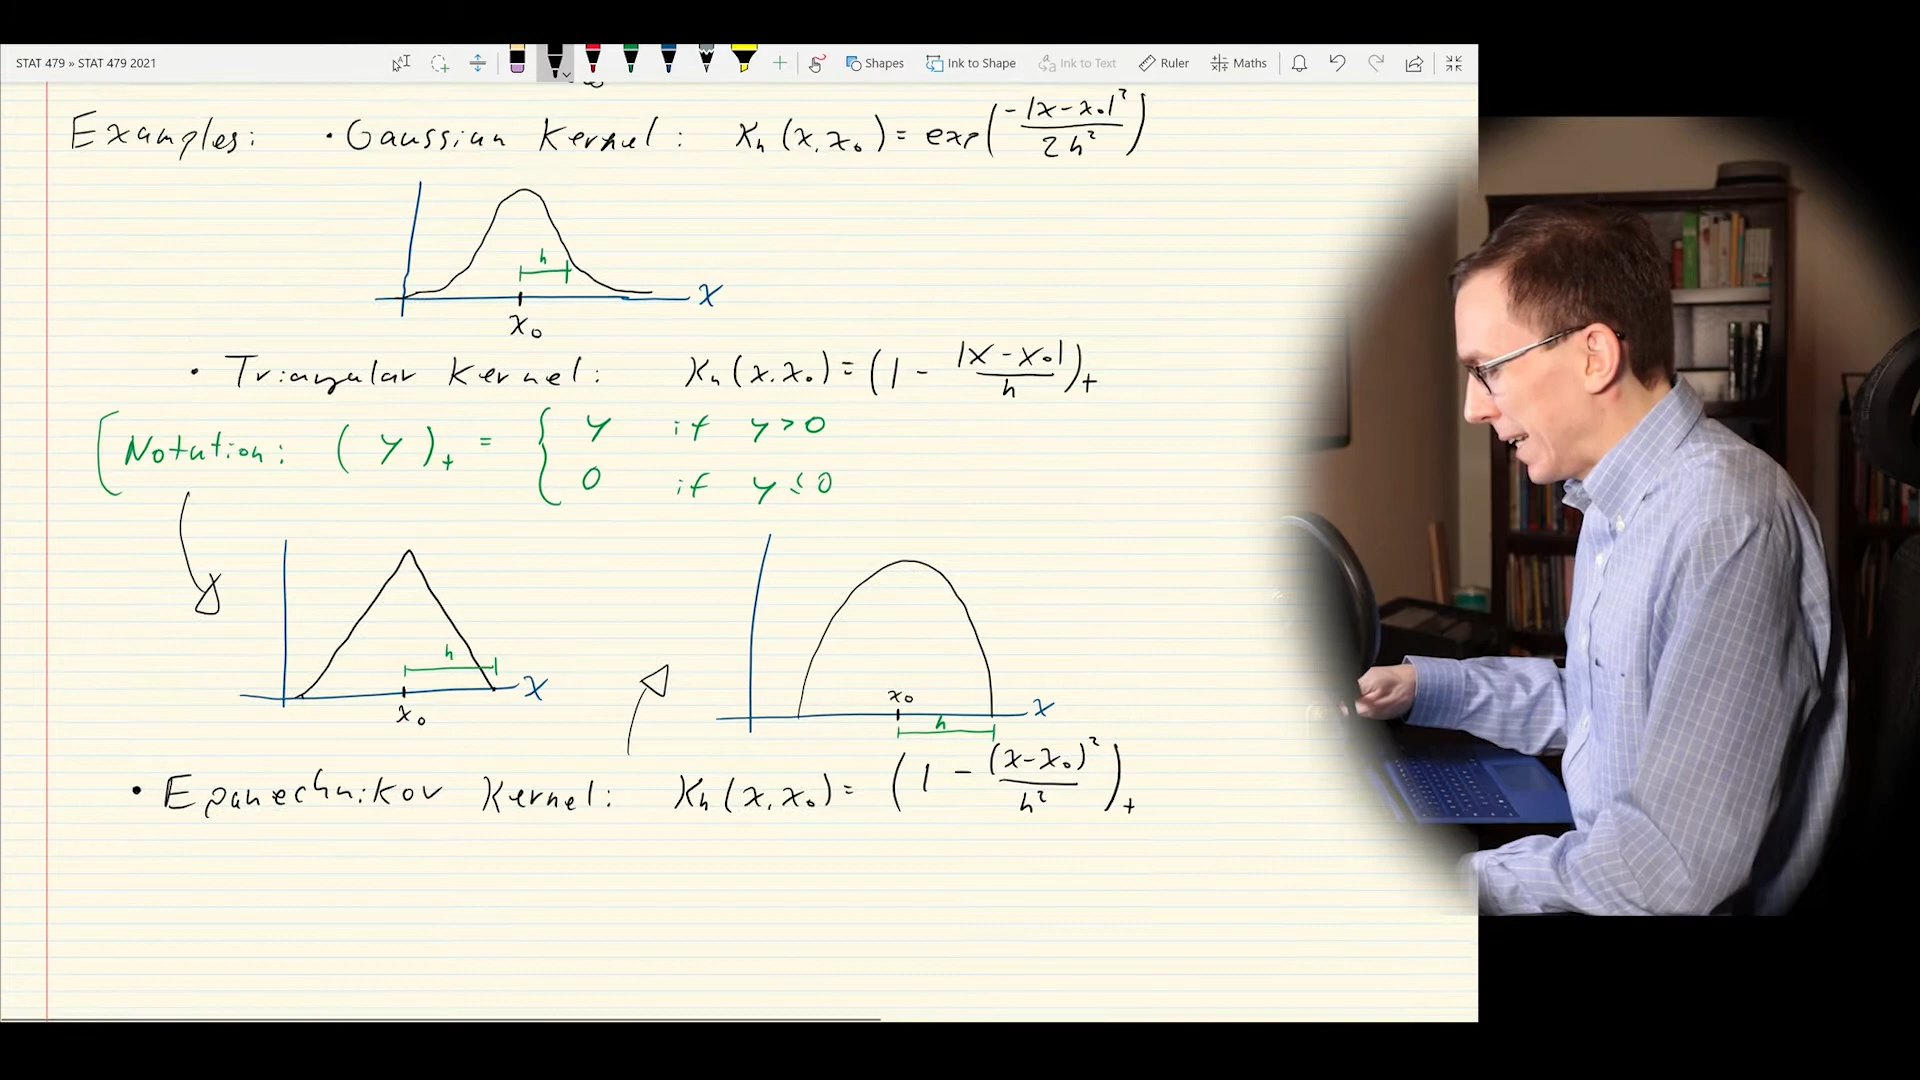 STAT 479 » STAT 479 2021
Shapes Ink to Shape Ink to Text Ruler Maths
Examples: • Gaussian Kernel: Kh(x,x₀) = exp(-|x-x₀|²/2h²)
h
x
x₀
• Triangular Kernel: Kh(x,x₀) = (1 - |x-x₀|/h)₊
[Notation: (y)₊ = { y if y>0
0 if y≤0
h
x
x₀
x₀
x
h
• Epanechnikov Kernel: Kh(x,x₀) = (1 - (x-x₀)²/h²)₊